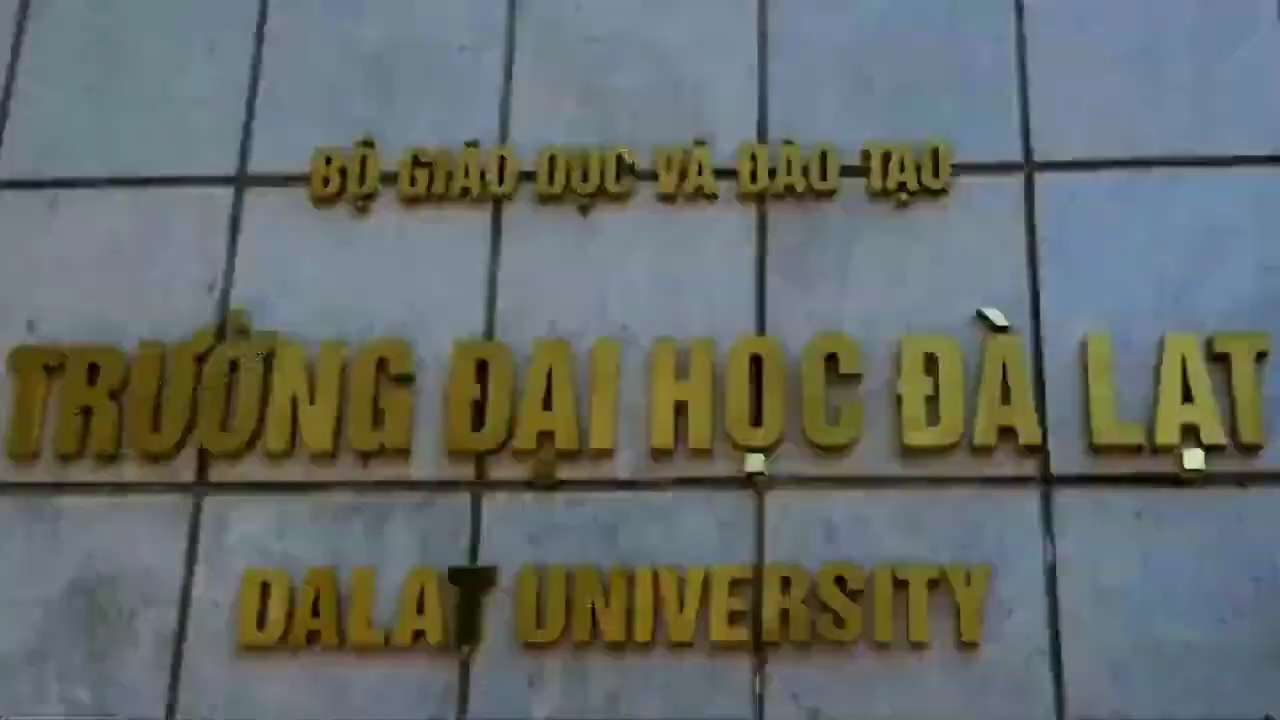 BỘ GIÁO DỤC VÀ ĐÀO TẠO
TRƯỜNG ĐẠI HỌC ĐÀ LẠT
DALAT UNIVERSITY